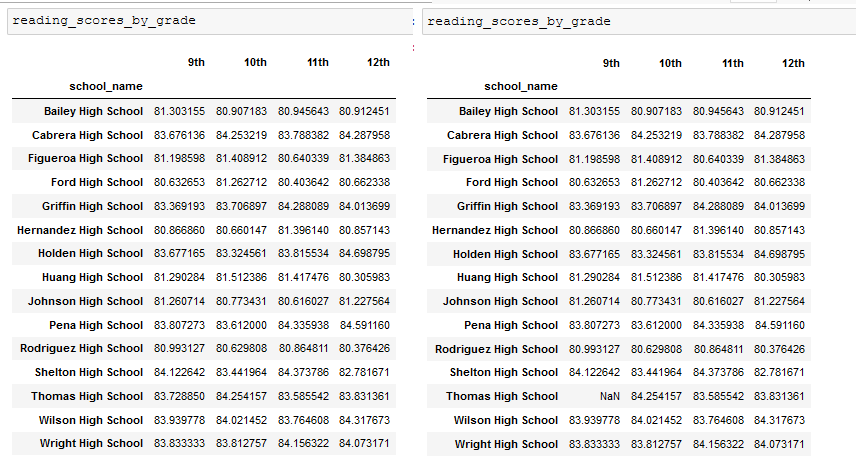 reading_scores_by_grade
9th 10th 11th 12th
school_name
Bailey High School 81.303155 80.907183 80.945643 80.912451
Cabrera High School 83.676136 84.253219 83.788382 84.287958
Figueroa High School 81.198598 81.408912 80.640339 81.384863
Ford High School 80.632653 81.262712 80.403642 80.662338
Griffin High School 83.369193 83.706897 84.288089 84.013699
Hernandez High School 80.866860 80.660147 81.396140 80.857143
Holden High School 83.677165 83.324561 83.815534 84.698795
Huang High School 81.290284 81.512386 81.417476 80.305983
Johnson High School 81.260714 80.773431 80.616027 81.227564
Pena High School 83.807273 83.612000 84.335938 84.591160
Rodriguez High School 80.993127 80.629808 80.864811 80.376426
Shelton High School 84.122642 83.441964 84.373786 82.781671
Thomas High School 83.728850 84.254157 83.585542 83.831361
Wilson High School 83.939778 84.021452 83.764608 84.317673
Wright High School 83.833333 83.812757 84.156322 84.073171
reading_scores_by_grade
9th 10th 11th 12th
school_name
Bailey High School 81.303155 80.907183 80.945643 80.912451
Cabrera High School 83.676136 84.253219 83.788382 84.287958
Figueroa High School 81.198598 81.408912 80.640339 81.384863
Ford High School 80.632653 81.262712 80.403642 80.662338
Griffin High School 83.369193 83.706897 84.288089 84.013699
Hernandez High School 80.866860 80.660147 81.396140 80.857143
Holden High School 83.677165 83.324561 83.815534 84.698795
Huang High School 81.290284 81.512386 81.417476 80.305983
Johnson High School 81.260714 80.773431 80.616027 81.227564
Pena High School 83.807273 83.612000 84.335938 84.591160
Rodriguez High School 80.993127 80.629808 80.864811 80.376426
Shelton High School 84.122642 83.441964 84.373786 82.781671
Thomas High School NaN 84.254157 83.585542 83.831361
Wilson High School 83.939778 84.021452 83.764608 84.317673
Wright High School 83.833333 83.812757 84.156322 84.073171